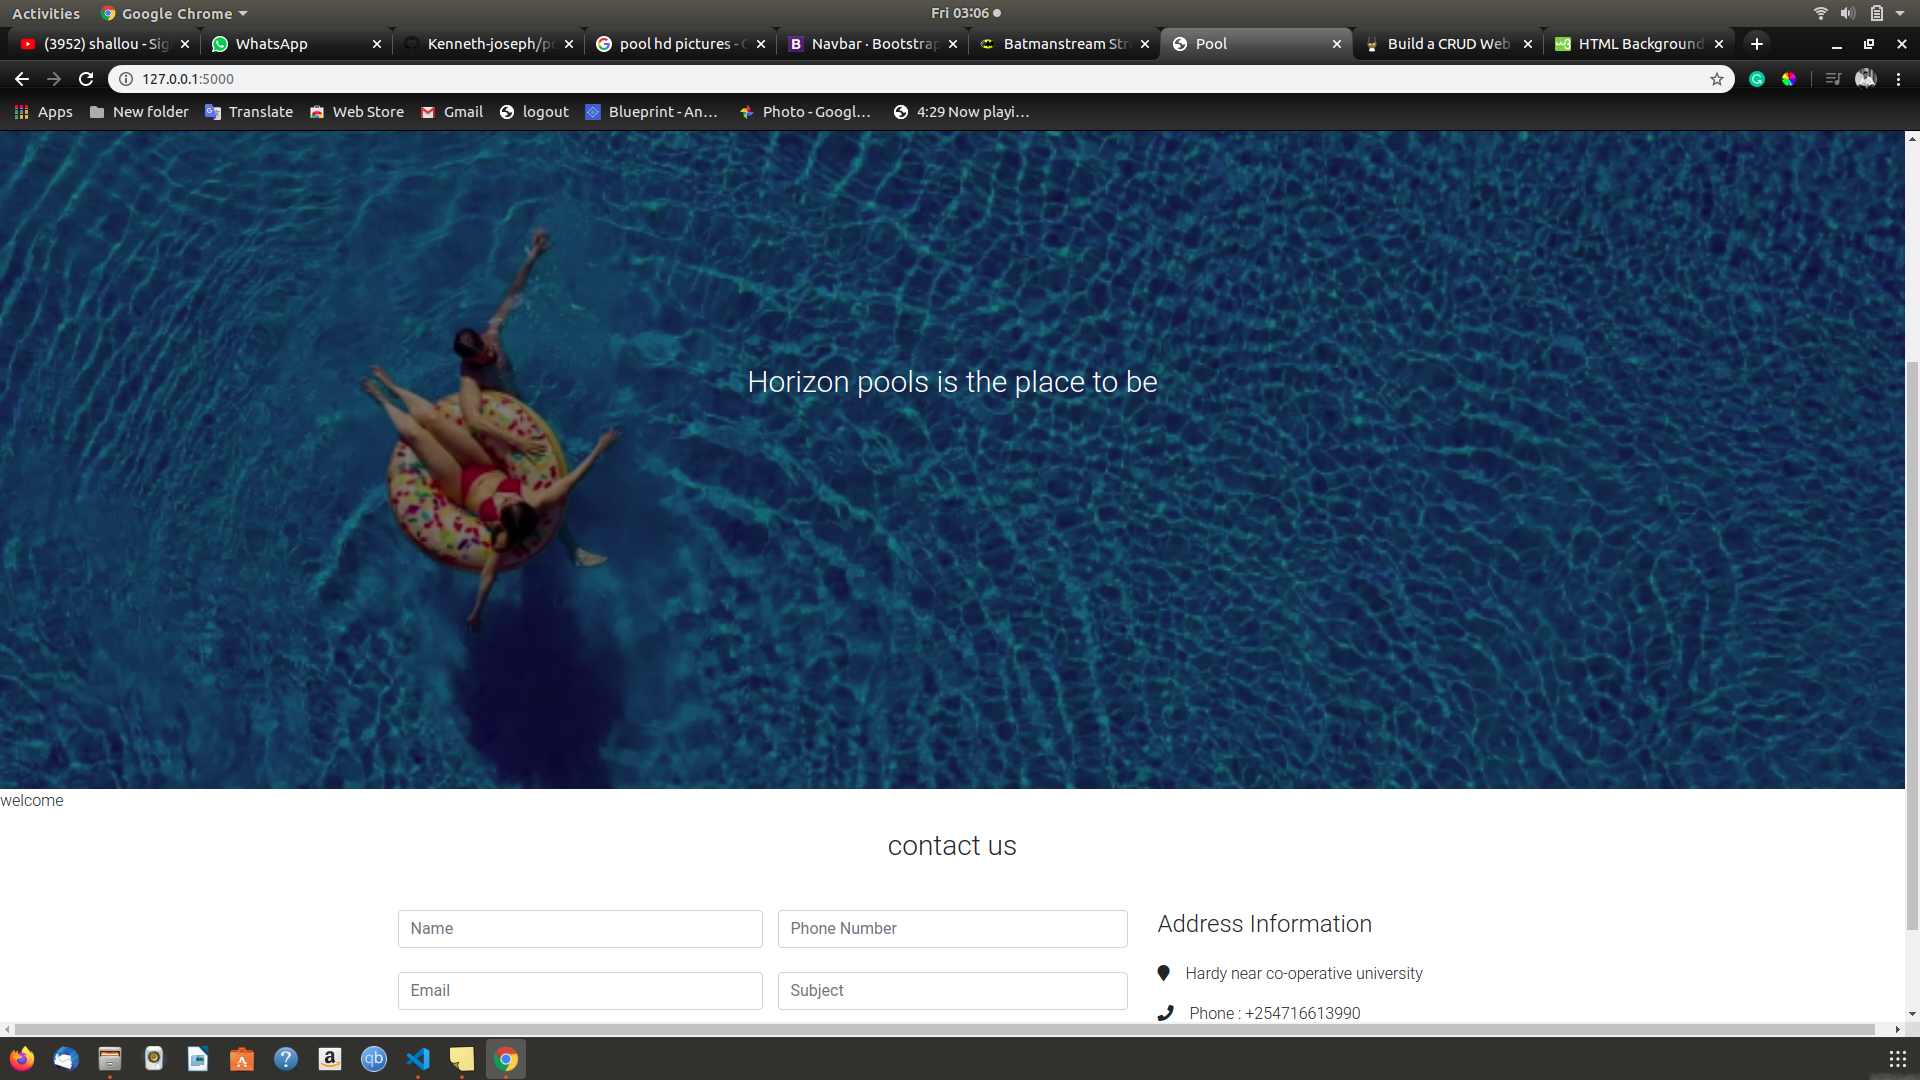 Activities Google Chrome Fri 03:06
(3952) shallou - Sig WhatsApp Kenneth-joseph/po pool hd pictures - G Navbar · Bootstrap Batmanstream Str Pool Build a CRUD Web HTML Background
127.0.0.1:5000
Apps New folder Translate Web Store Gmail logout Blueprint - An... Photo - Googl... 4:29 Now playi...
Horizon pools is the place to be
welcome
contact us
Name Phone Number Address Information
Hardy near co-operative university
Email Subject
Phone : +254716613990